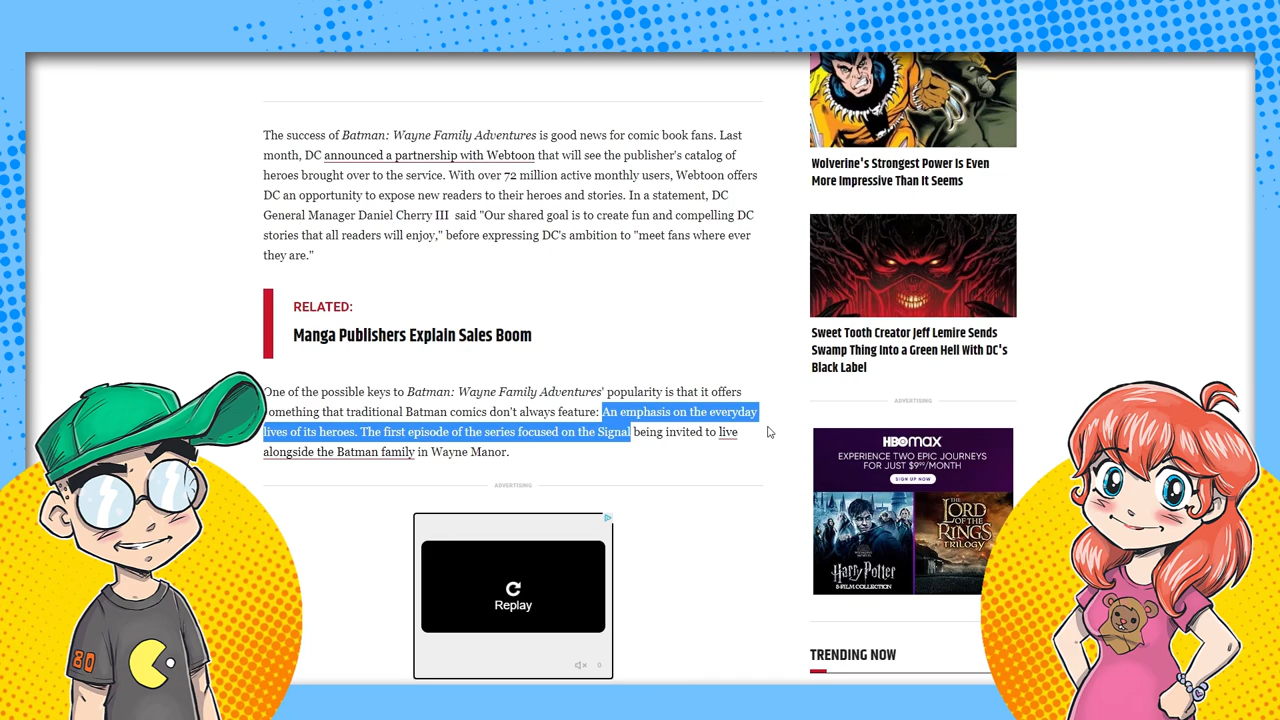 The success of Batman: Wayne Family Adventures is good news for comic book fans. Last
month, DC announced a partnership with Webtoon that will see the publisher's catalog of
heroes brought over to the service. With over 72 million active monthly users, Webtoon offers
DC an opportunity to expose new readers to their heroes and stories. In a statement, DC
General Manager Daniel Cherry III said "Our shared goal is to create fun and compelling DC
stories that all readers will enjoy," before expressing DC's ambition to "meet fans where ever
they are."
RELATED:
Manga Publishers Explain Sales Boom
One of the possible keys to Batman: Wayne Family Adventures' popularity is that it offers
something that traditional Batman comics don't always feature: An emphasis on the everyday
lives of its heroes. The first episode of the series focused on the Signal being invited to live
alongside the Batman family in Wayne Manor.
ADVERTISING
Replay
0
80
Wolverine's Strongest Power Is Even
More Impressive Than It Seems
Sweet Tooth Creator Jeff Lemire Sends
Swamp Thing Into a Green Hell With DC's
Black Label
ADVERTISING
HBOMAX
EXPERIENCE TWO EPIC JOURNEYS
FOR JUST $9.99/MONTH
SIGN UP NOW
Harry Potter
8-FILM COLLECTION
THE
LORD
OF THE
RINGS
TRILOGY
TRENDING NOW